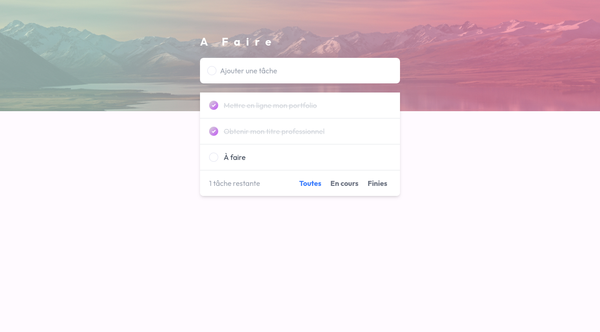 A Faire
Ajouter une tâche
Mettre en ligne mon portfolio
Obtenir mon titre professionnel
À faire
1 tâche restante
Toutes En cours Finies